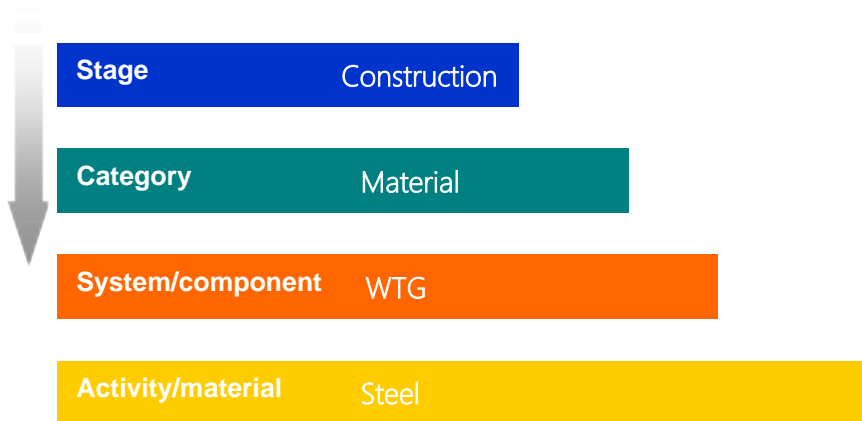 Stage Construction
Category Material
System/component WTG
Activity/material Steel